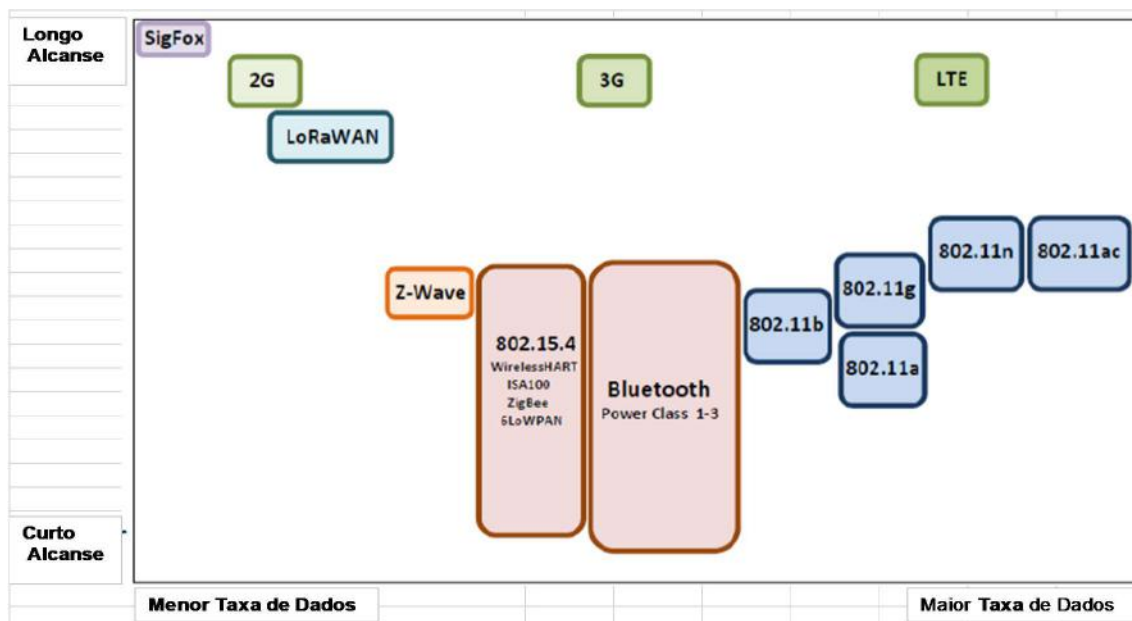 Longo
Alcanse
SigFox
2G
3G
LTE
LoRaWAN
802.11n
802.11ac
Z-Wave
802.11g
802.11b
802.15.4
WirelessHART
ISA100
ZigBee
6LoWPAN
Bluetooth
Power Class 1-3
802.11a
Curto
Alcanse
Menor Taxa de Dados
Maior Taxa de Dados